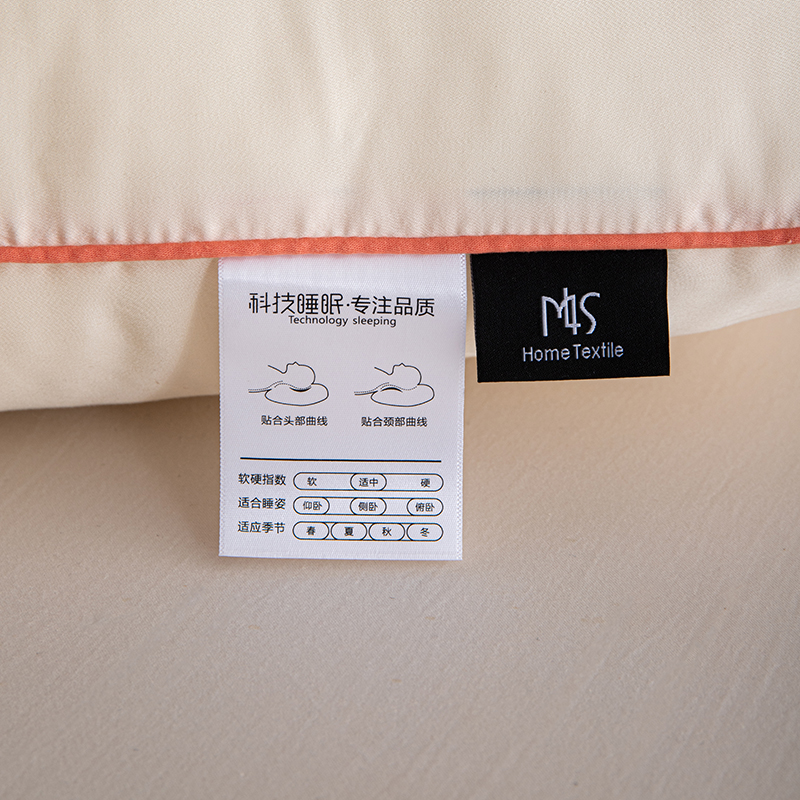 科技睡眠·专注品质
Technology sleeping
贴合头部曲线 贴合颈部曲线
软硬指数 软 适中 硬
适合睡姿 仰卧 侧卧 俯卧
适应季节 春 夏 秋 冬
M4S
Home Textile